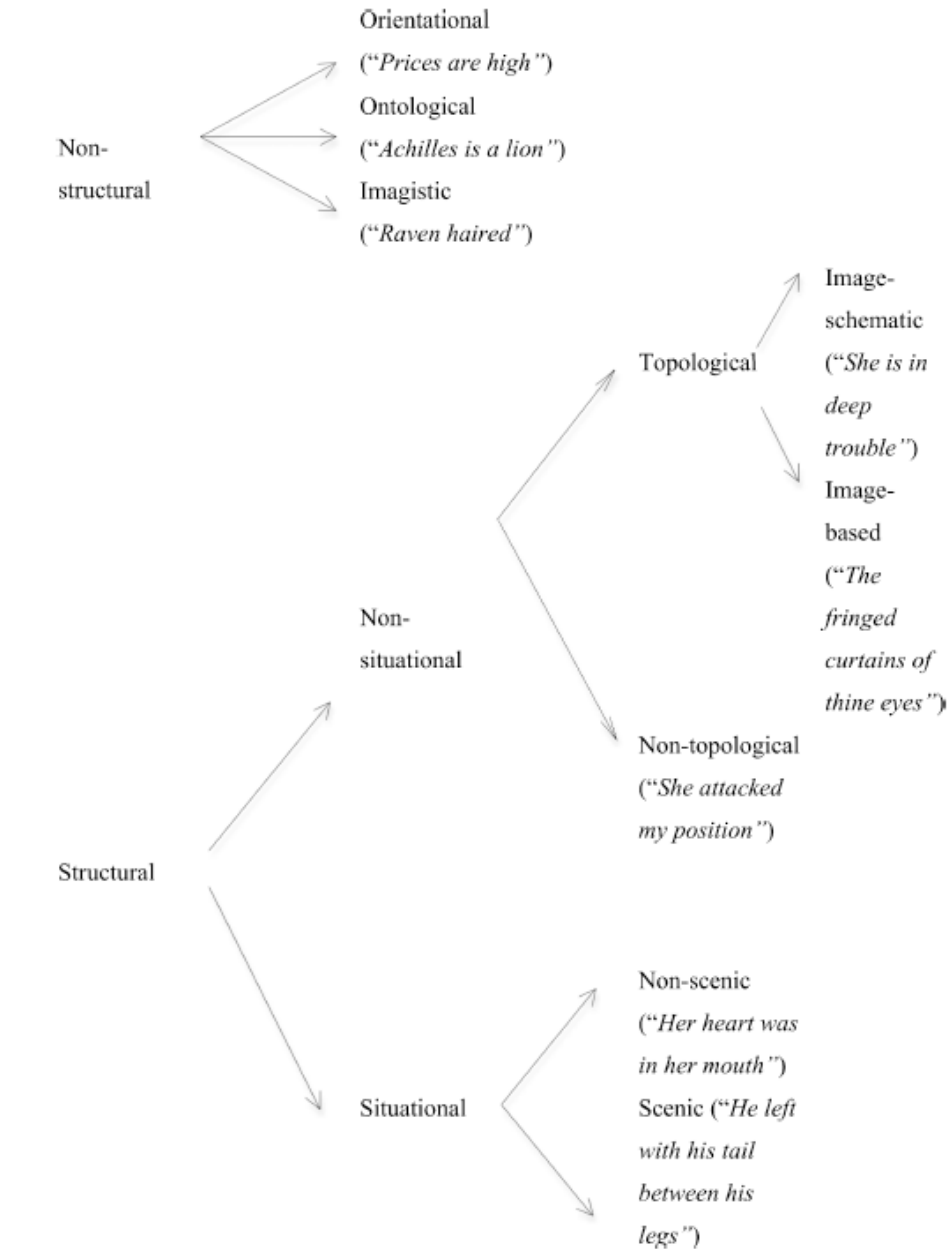 Orientational
(“Prices are high”)
Ontological
(“Achilles is a lion”)
Imagistic
(“Raven haired”)
Non-
structural
Image-
schematic
(“She is in
deep
trouble”)
Image-
based
(“The
fringed
curtains of
thine eyes”)
Topological
Non-
situational
Non-topological
(“She attacked
my position”)
Structural
Non-scenic
(“Her heart was
in her mouth”)
Scenic (“He left
with his tail
between his
legs”)
Situational